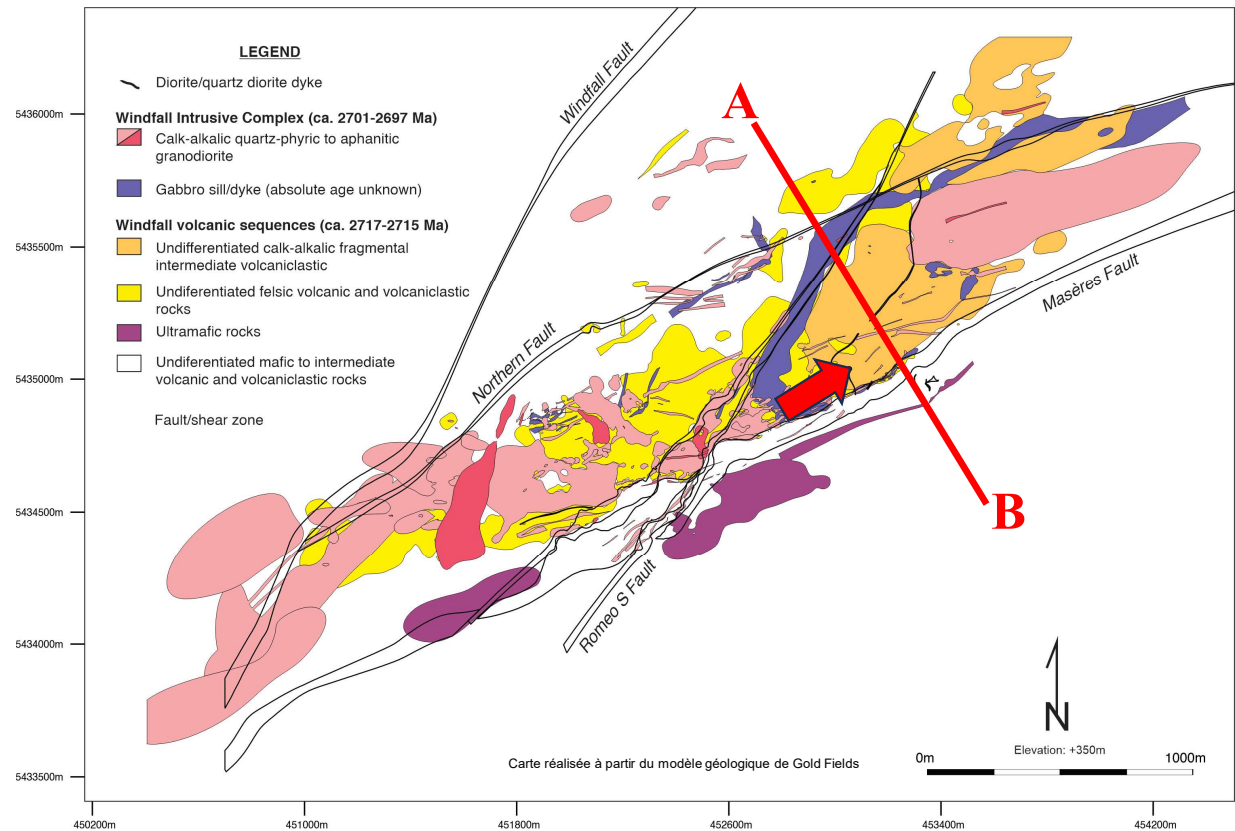 LEGEND
Diorite/quartz diorite dyke
Windfall Intrusive Complex (ca. 2701-2697 Ma)
Calk-alkalic quartz-phyric to aphanitic
granodiorite
Gabbro sill/dyke (absolute age unknown)
Windfall volcanic sequences (ca. 2717-2715 Ma)
Undifferentiated calk-alkalic fragmental
intermediate volcaniclastic
Undifferentiated felsic volcanic and volcaniclastic
rocks
Ultramafic rocks
Undiferentiated mafic to intermediate
volcanic and volcaniclastic rocks
Fault/shear zone
Windfall Fault
A
Northern Fault
Masères Fault
B
Romeo S Fault
N
Carte réalisée à partir du modèle géologique de Gold Fields
Elevation: +350m
0m
1000m
5436000m
5435500m
5435000m
5434500m
5434000m
5433500m
450200m
451000m
451800m
452600m
453400m
454200m